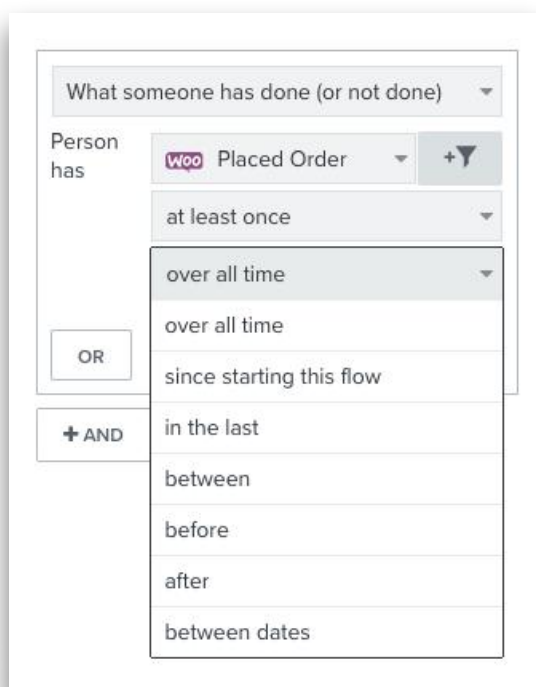 What someone has done (or not done)
Person
has
Woo Placed Order
+
at least once
over all time
over all time
since starting this flow
in the last
between
before
after
between dates
OR
+ AND